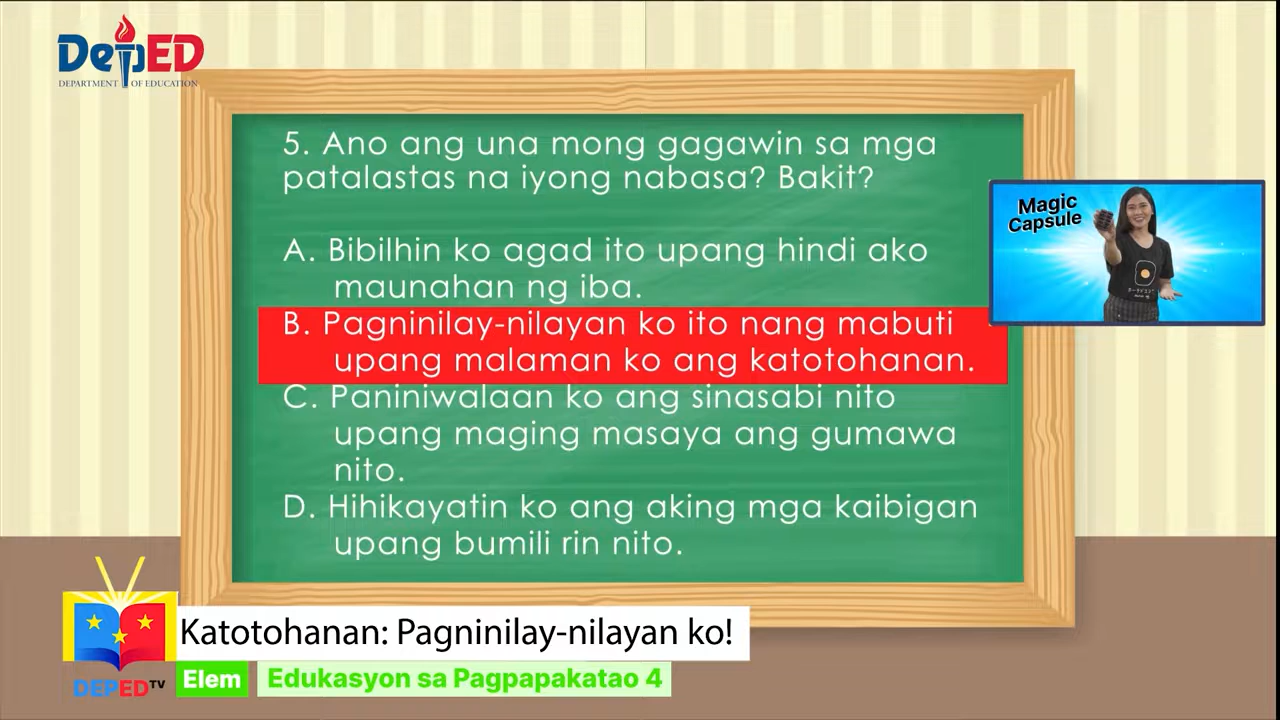 DepED
DEPARTMENT OF EDUCATION
5. Ano ang una mong gagawin sa mga
patalastas na iyong nabasa? Bakit?
A. Bibilhin ko agad ito upang hindi ako
maunahan ng iba.
B. Pagninilay-nilayan ko ito nang mabuti
upang malaman ko ang katotohanan.
C. Paniniwalaan ko ang sinasabi nito
upang maging masaya ang gumawa
nito.
D. Hihikayatin ko ang aking mga kaibigan
upang bumili rin nito.
Magic
Capsule
Katotohanan: Pagninilay-nilayan ko!
DEPED TV
Elem
Edukasyon sa Pagpapakatao 4